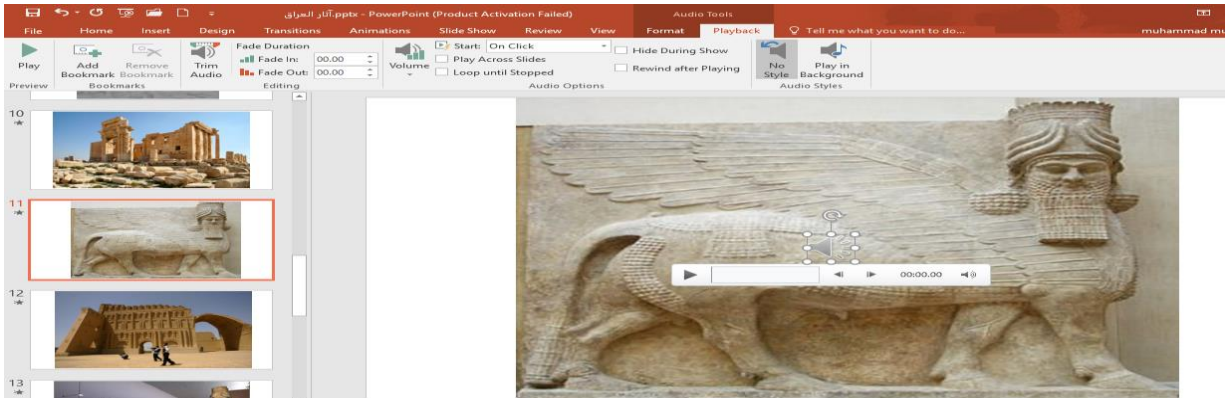 آثار العراق.pptx - PowerPoint (Product Activation Failed)
Audio Tools
File Home Insert Design Transitions Animations Slide Show Review View Format Playback Tell me what you want to do... muhammad mu
Play
Add Bookmark
Remove Bookmark
Trim Audio
Fade Duration
Fade In: 00.00
Fade Out: 00.00
Volume
Start: On Click
Play Across Slides
Loop until Stopped
Hide During Show
Rewind after Playing
No Style
Play in Background
Preview Bookmarks Editing Audio Options Audio Styles
10
11
12
13
00:00.00